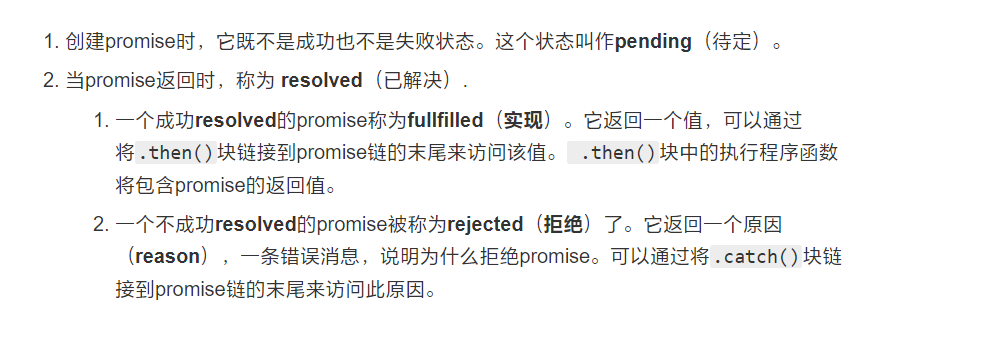 1. 创建promise时，它既不是成功也不是失败状态。这个状态叫作pending（待定）。
2. 当promise返回时，称为 resolved（已解决）.
1. 一个成功resolved的promise称为fullfilled（实现）。它返回一个值，可以通过
将.then()块链接到promise链的末尾来访问该值。 .then()块中的执行程序函数
将包含promise的返回值。
2. 一个不成功resolved的promise被称为rejected（拒绝）了。它返回一个原因
（reason），一条错误消息，说明为什么拒绝promise。可以通过将.catch()块链
接到promise链的末尾来访问此原因。